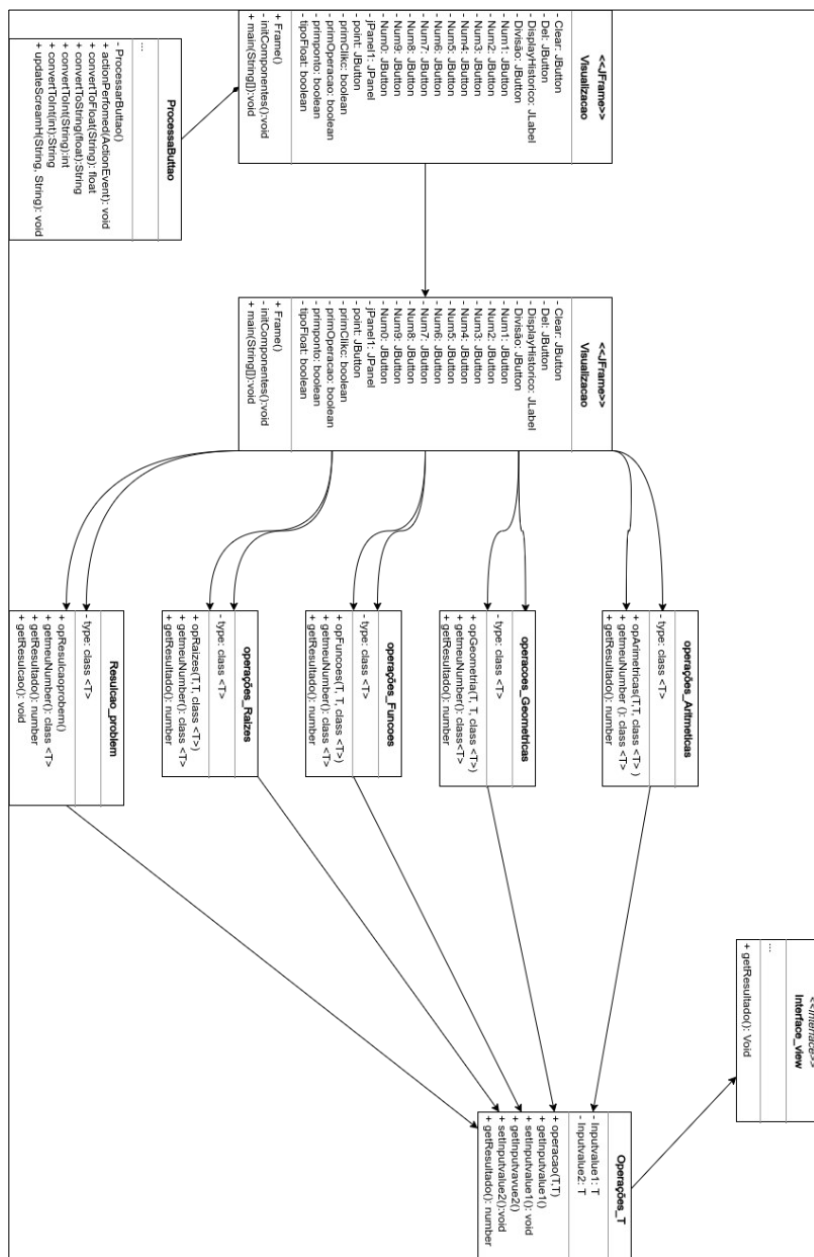 <<JFrame>>
Visualizacao
- Clear: JButton
- Del: JButton
- DisplayHistorico: JLabel
- Divisão: JButton
- Num1: JButton
- Num2: JButton
- Num3: JButton
- Num4: JButton
- Num5: JButton
- Num6: JButton
- Num7: JButton
- Num8: JButton
- Num9: JButton
- Num0: JButton
- jPanel1: JPanel
- point: JButton
- primClikc: boolean
- primOperacao: boolean
- primponto: boolean
- tipoFloat: boolean
+ Frame()
- initComponentes():void
+ main(String[]):void
ProcessaButtao
...
- ProcessarButtao()
+ actionPerfomed(ActionEvent): void
+ convertToFloat(String): float
+ convertToString(float):String
+ convertToInt(String):int
+ convertToInt(int):String
+ updateScreamH(String, String): void
<<JFrame>>
Visualizacao
- Clear: JButton
- Del: JButton
- DisplayHistorico: JLabel
- Divisão: JButton
- Num1: JButton
- Num2: JButton
- Num3: JButton
- Num4: JButton
- Num5: JButton
- Num6: JButton
- Num7: JButton
- Num8: JButton
- Num9: JButton
- Num0: JButton
- jPanel1: JPanel
- point: JButton
- primClikc: boolean
- primOperacao: boolean
- primponto: boolean
- tipoFloat: boolean
+ Frame()
- initComponentes():void
+ main(String[]):void
operações_Aritmeticas
- type: class <T>
+ opArimetricas(T,T, class <T> )
+ getmeuNumber (): class <T>
+ getResultado(): number
operacoes_Geometricas
- type: class <T>
+ opGeometria(T, T, class <T>)
+ getmeuNumber(): class<T>
+ getResultado(): number
operações_Funcoes
- type: class <T>
+ opFuncoes(T, T, class <T>)
+ getmeuNumber(): class <T>
+ getResultado(): number
operações_Raizes
- type: class <T>
+ opRaizes(T,T, class <T>)
+ getmeuNumber(): class <T>
+ getResultado(): number
Resulcao_problem
- type: class <T>
+ opResulcaoprobem()
+ getmeuNumber(): class <T>
+ getResultado(): number
+ getResulcao(): void
<<Interface>>
Interface_view
...
+ getResultado(): Void
Operações_T
- Inputvalue1: T
- Inputvalue2: T
+ operacao(T,T)
+ getInputvalue1()
+ setInputvalue1(): void
+ getInputvavue2()
+ setInputvalue2():void
+ getResultado(): number